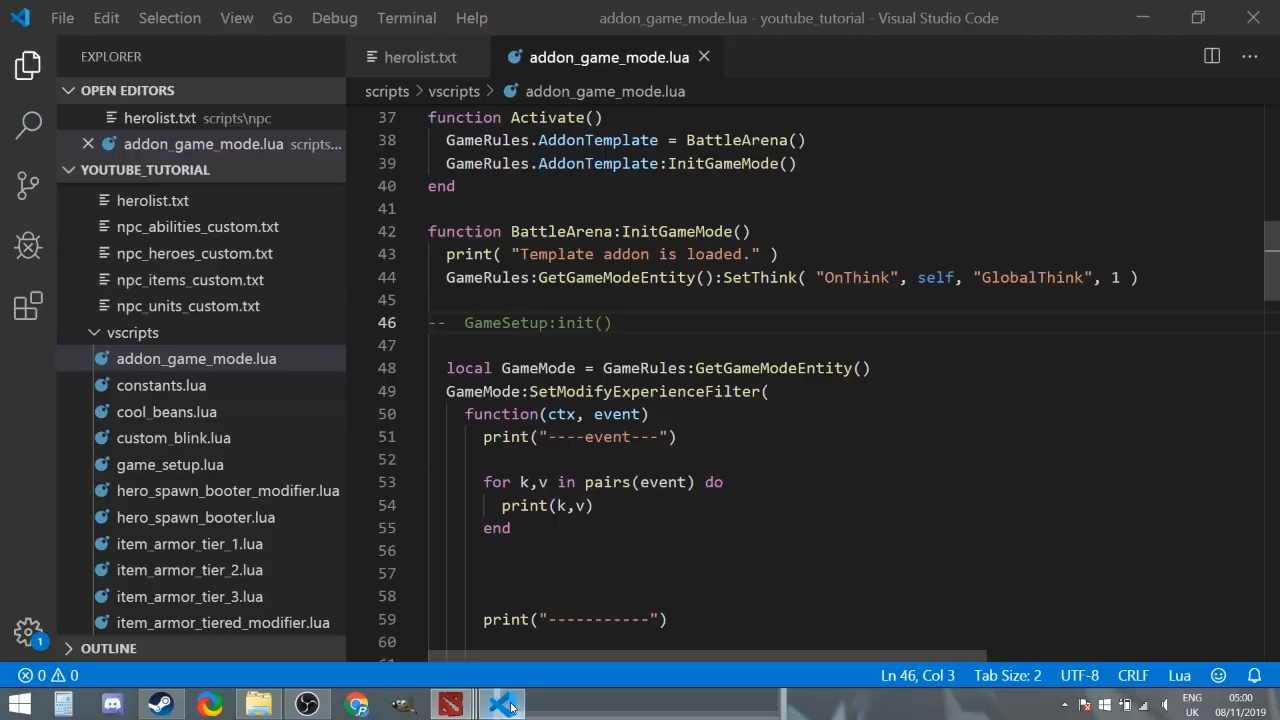 File Edit Selection View Go Debug Terminal Help addon_game_mode.lua - youtube_tutorial - Visual Studio Code
EXPLORER
OPEN EDITORS
herolist.txt scripts\npc
addon_game_mode.lua scripts...
YOUTUBE_TUTORIAL
herolist.txt
npc_abilities_custom.txt
npc_heroes_custom.txt
npc_items_custom.txt
npc_units_custom.txt
vscripts
addon_game_mode.lua
constants.lua
cool_beans.lua
custom_blink.lua
game_setup.lua
hero_spawn_booter_modifier.lua
hero_spawn_booter.lua
item_armor_tier_1.lua
item_armor_tier_2.lua
item_armor_tier_3.lua
item_armor_tiered_modifier.lua
OUTLINE
1
herolist.txt addon_game_mode.lua
scripts > vscripts > addon_game_mode.lua
37 function Activate()
38 GameRules.AddonTemplate = BattleArena()
39 GameRules.AddonTemplate:InitGameMode()
40 end
41
42 function BattleArena:InitGameMode()
43 print( "Template addon is loaded." )
44 GameRules:GetGameModeEntity():SetThink( "OnThink", self, "GlobalThink", 1 )
45
46 -- GameSetup:init()
47
48 local GameMode = GameRules:GetGameModeEntity()
49 GameMode:SetModifyExperienceFilter(
50 function(ctx, event)
51 print("----event---")
52
53 for k,v in pairs(event) do
54 print(k,v)
55 end
56
57
58
59 print("-----------")
60
0 0 Ln 46, Col 3 Tab Size: 2 UTF-8 CRLF Lua
ENG 05:00
UK 08/11/2019